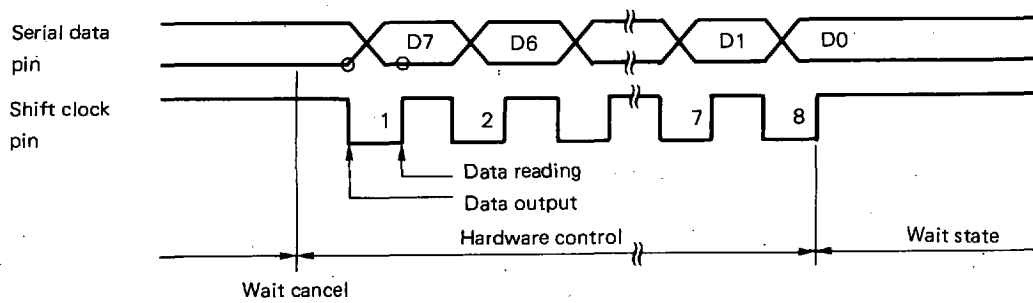 Serial data
pin
D7 D6 D1 D0
Shift clock
pin
1 2 7 8
Data reading
Data output
Hardware control
Wait state
Wait cancel